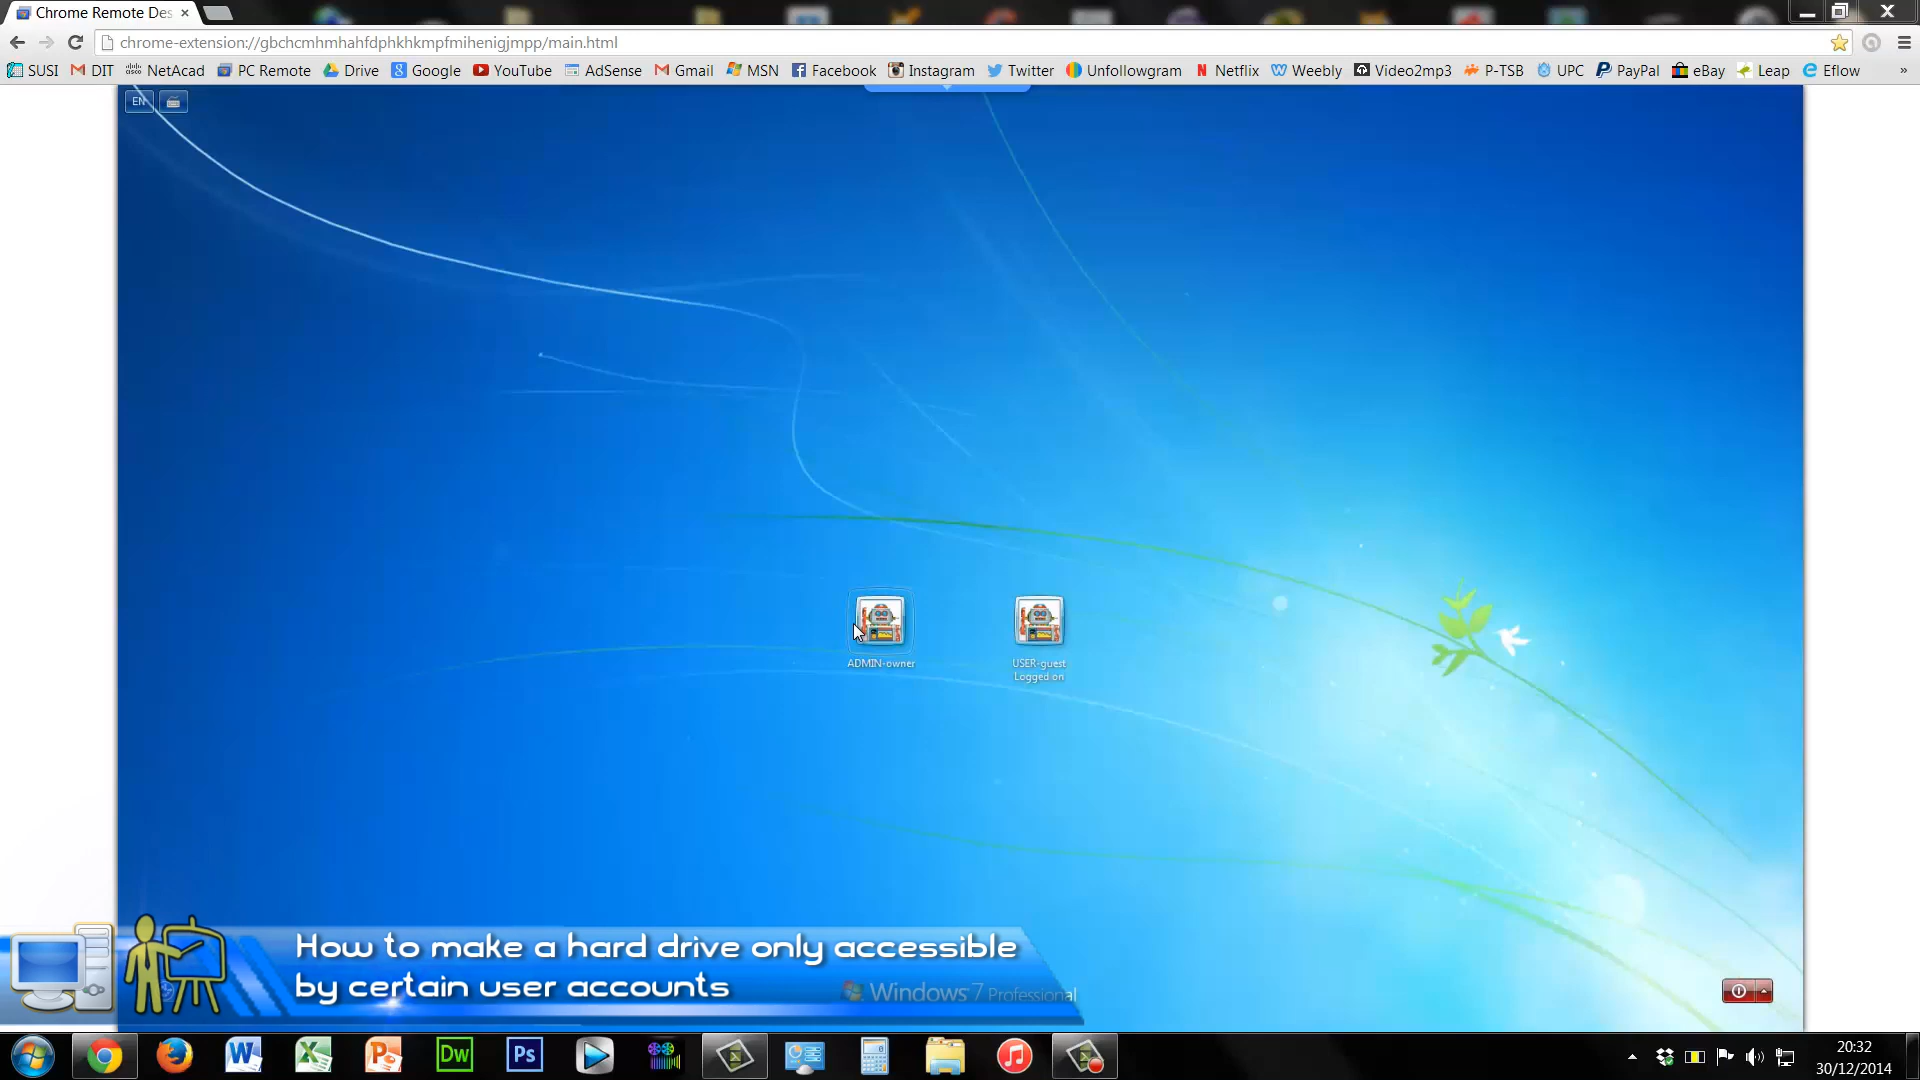 Chrome Remote Des
chrome-extension://gbchcmhmhahfdphkhkmpfmihenigjmpp/main.html
SUSI DIT NetAcad PC Remote Drive Google YouTube AdSense Gmail MSN Facebook Instagram Twitter Unfollowgram Netflix Weebly Video2mp3 P-TSB UPC PayPal eBay Leap Eflow »
EN
ADMIN-owner
USER-guest
Logged on
How to make a hard drive only accessible
by certain user accounts
Windows 7 Professional
20:32
30/12/2014